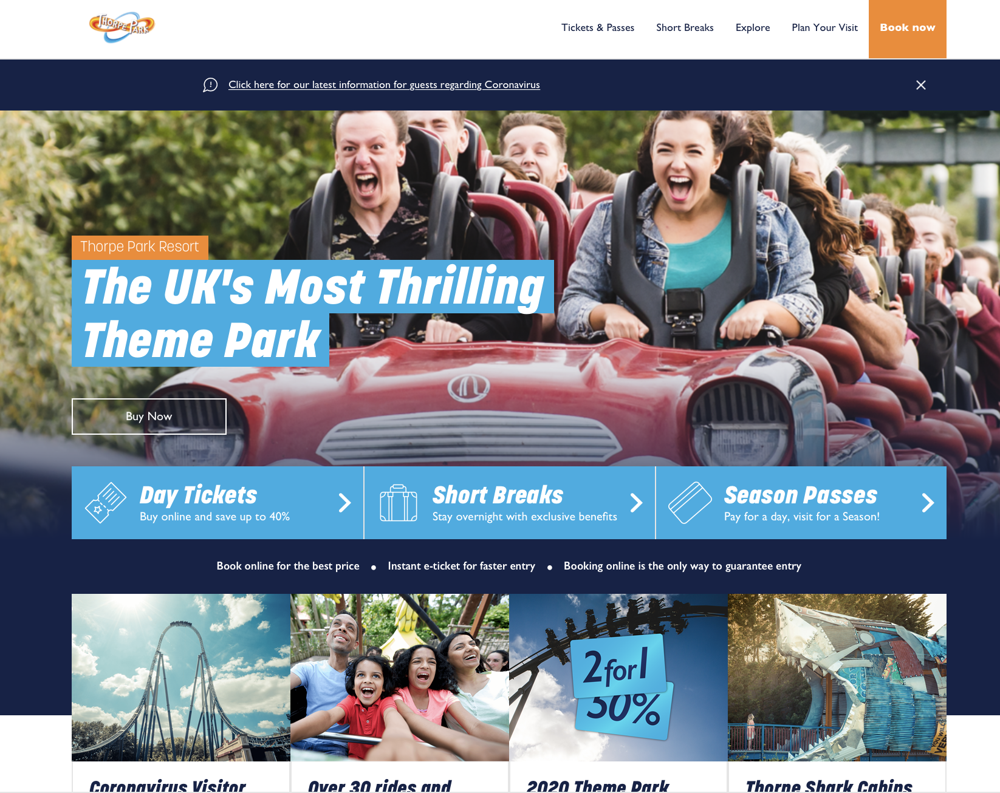 THORPE PARK
Tickets & Passes
Short Breaks
Explore
Plan Your Visit
Book now
Click here for our latest information for guests regarding Coronavirus
Thorpe Park Resort
The UK's Most Thrilling
Theme Park
Buy Now
Day Tickets
Buy online and save up to 40%
Short Breaks
Stay overnight with exclusive benefits
Season Passes
Pay for a day, visit for a Season!
Book online for the best price • Instant e-ticket for faster entry • Booking online is the only way to guarantee entry
2for1
50%
Coronavirus Visitor
Over 30 rides and
2020 Theme Park
Thorpe Shark Cabins